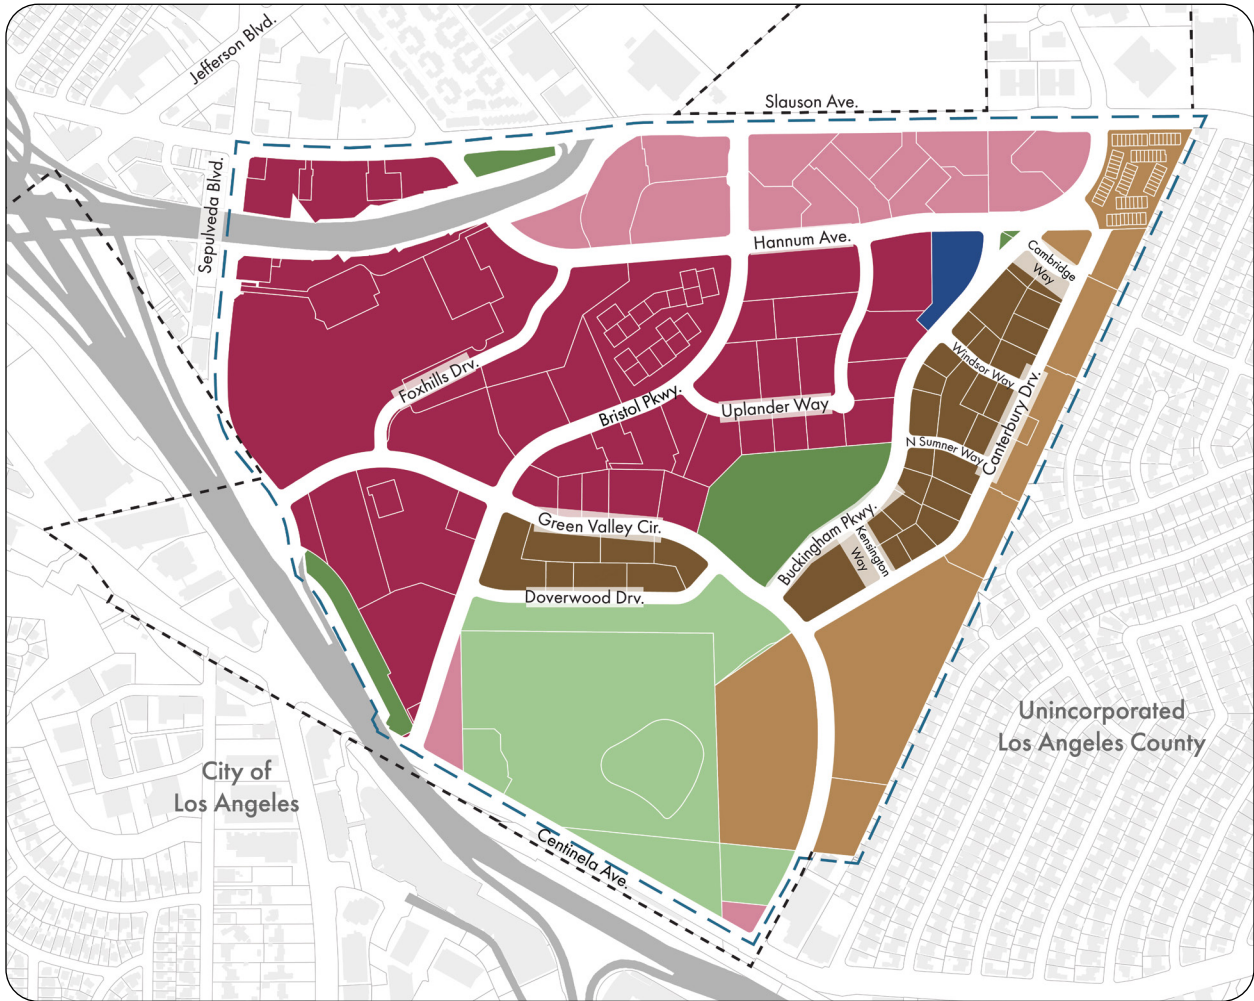 Jefferson Blvd.
Slauson Ave.
Sepulveda Blvd.
Hannum Ave.
Cambridge
Way
Foxhills Drv.
Bristol Pkwy.
Uplander Way
Windsor Way
Canterbury Drv.
N Sumner Way
Green Valley Cir.
Buckingham Pkwy.
Kensington
Way
Doverwood Drv.
Unincorporated
Los Angeles County
City of
Los Angeles
Centinela Ave.